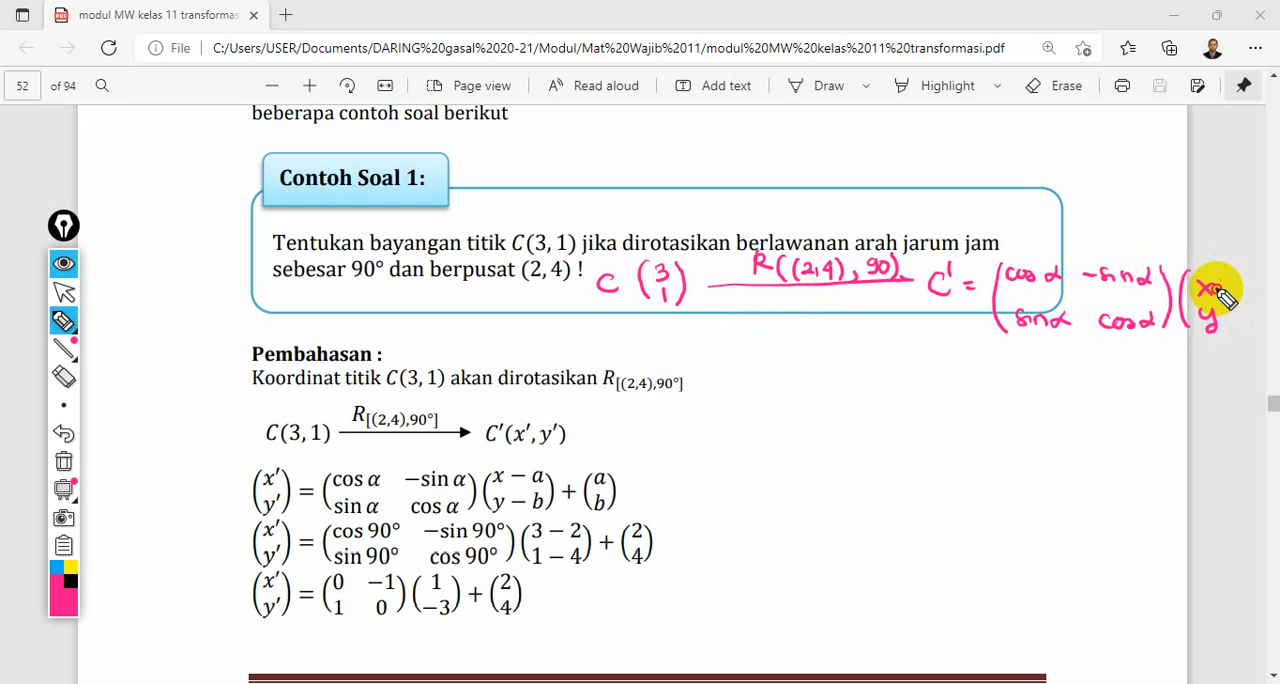 modul MW kelas 11 transformas
File C:/Users/USER/Documents/DARING%20gasal%2020-21/Modul/Mat%20Wajib%2011/modul%20MW%20kelas%2011%20transformasi.pdf
52 of 94 Page view Read aloud Add text Draw Highlight Erase
beberapa contoh soal berikut
Contoh Soal 1:
Tentukan bayangan titik C(3, 1) jika dirotasikan berlawanan arah jarum jam
sebesar 90° dan berpusat (2, 4) !
C (3 1) R((2,4), 90). C' = (cos α -sin α sin α cos α) (x y
Pembahasan :
Koordinat titik C(3, 1) akan dirotasikan R[(2,4),90°]
C(3, 1) R[(2,4),90°] → C'(x', y')
(x' y') = (cos α −sin α sin α cos α) (x − a y − b) + (a b)
(x' y') = (cos 90° −sin 90° sin 90° cos 90°) (3 − 2 1 − 4) + (2 4)
(x' y') = (0 −1 1 0) (1 −3) + (2 4)